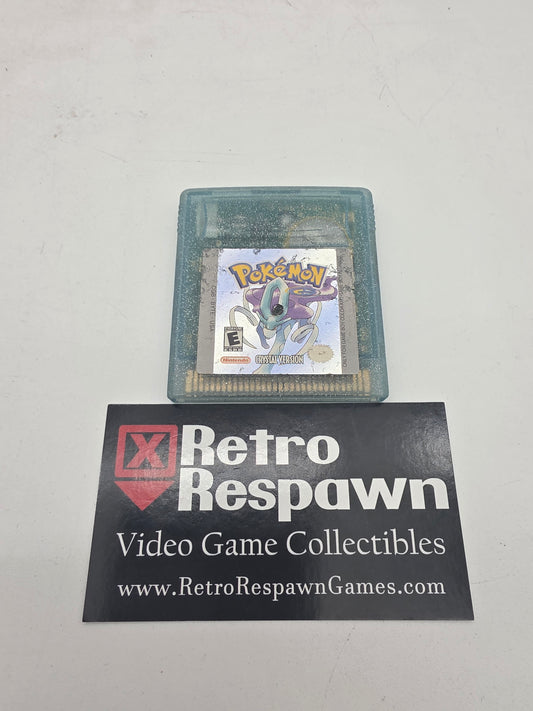 POKéMON
E
Nintendo
CRYSTAL VERSION
X Retro
Respawn
Video Game Collectibles
www.RetroRespawnGames.com